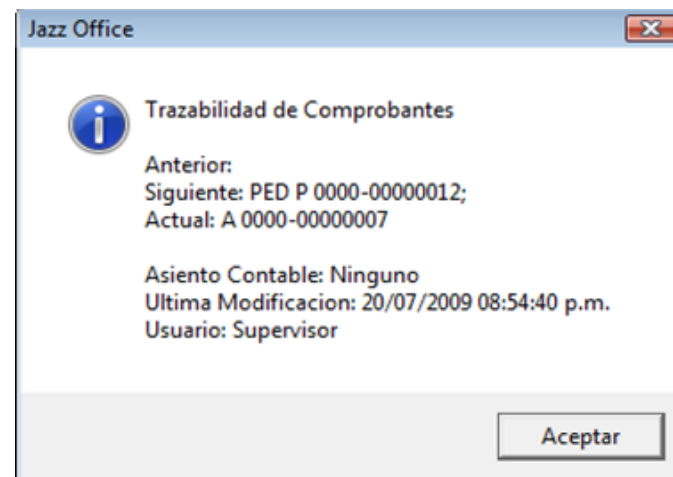 Jazz Office
Trazabilidad de Comprobantes
Anterior:
Siguiente: PED P 0000-00000012;
Actual: A 0000-00000007
Asiento Contable: Ninguno
Ultima Modificacion: 20/07/2009 08:54:40 p.m.
Usuario: Supervisor
Aceptar